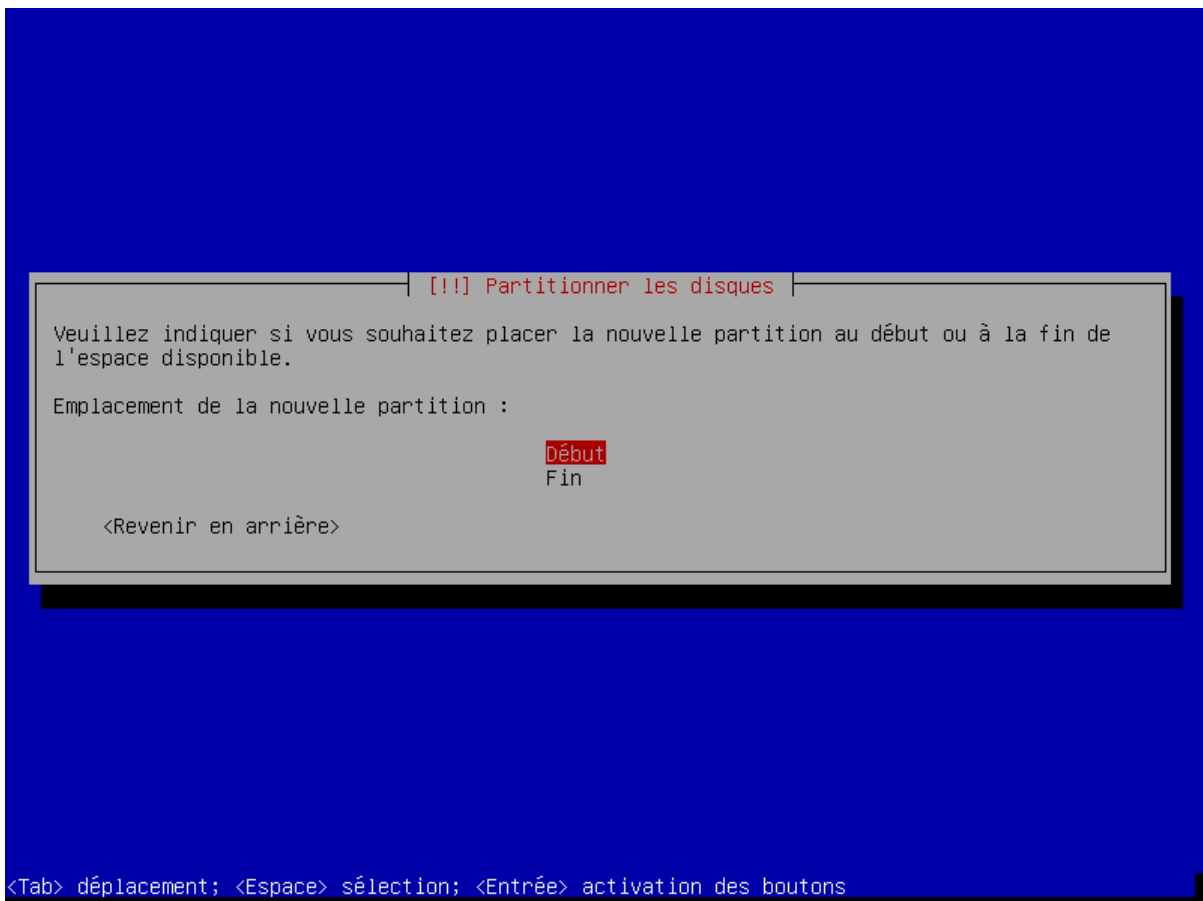 [!!] Partitionner les disques
Veuillez indiquer si vous souhaitez placer la nouvelle partition au début ou à la fin de
l'espace disponible.
Emplacement de la nouvelle partition :
Début
Fin
<Revenir en arrière>
<Tab> déplacement; <Espace> sélection; <Entrée> activation des boutons